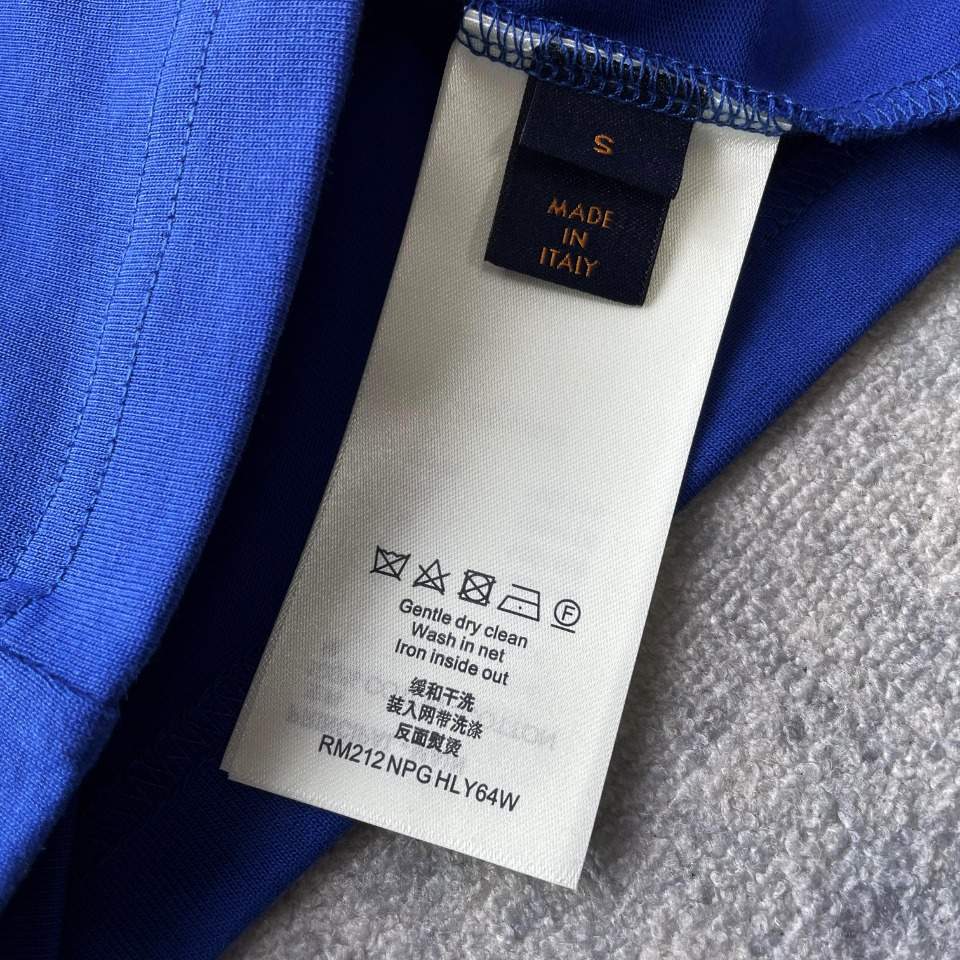 S
MADE
IN
ITALY
F
Gentle dry clean
Wash in net
Iron inside out
缓和干洗
装入网带洗涤
反面熨烫
RM212 NPG HLY64W